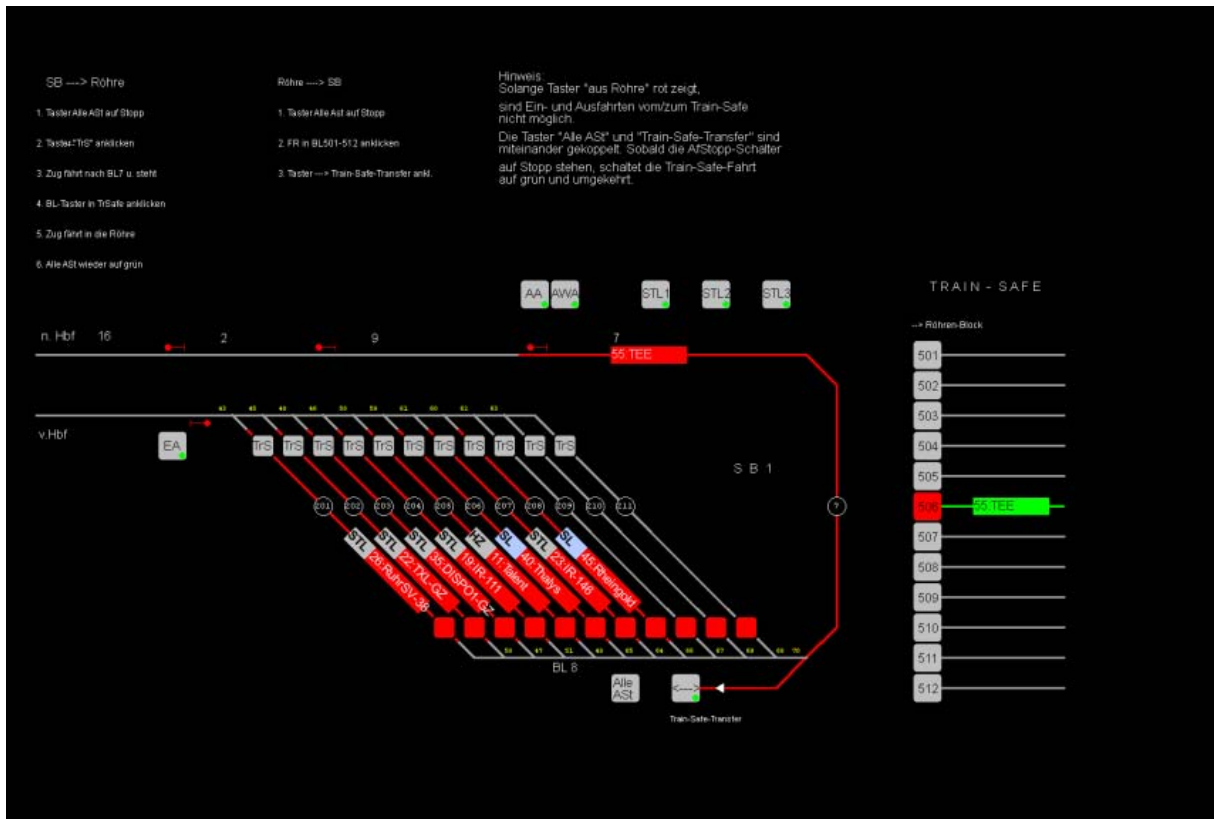 SB ----> Röhre
1. Taster Alle ASt auf Stopp
2. Taster "TrS" anklicken
3. Zug fährt nach BL7 u. steht
4. BL-Taster in TrSafe anklicken
5. Zug fährt in die Röhre
6. Alle ASt wieder auf grün
Röhre ----> SB
1. Taster Alle Ast auf Stopp
2. FR in BL501-512 anklicken
3. Taster ---> Train-Safe-Transfer ankl.
Hinweis:
Solange Taster "aus Röhre" rot zeigt,
sind Ein- und Ausfahrten vom/zum Train-Safe
nicht möglich.
Die Taster "Alle ASt" und "Train-Safe-Transfer" sind
miteinander gekoppelt. Sobald die AfStopp-Schalter
auf Stopp stehen, schaltet die Train-Safe-Fahrt
auf grün und umgekehrt.
AA AWA STL1 STL2 STL3
n. Hbf 16 2 9 7
55:TEE
v.Hbf
EA
TrS TrS TrS TrS TrS TrS TrS TrS TrS TrS TrS
S B 1
201 202 203 204 205 206 207 208 209 210 211
?
STL 26:RuhrSV-38
STL 22:TXL-GZ
STL 35:DISPO1-GZ
STL 19:IR-111
HZ 11:Talent
SL 40:Thalys
STL 23:IR-146
SL 45:Rheingold
BL 8
Alle
ASt
<---->
Train-Safe-Transfer
TRAIN - SAFE
--> Röhren-Block
501
502
503
504
505
506 55:TEE
507
508
509
510
511
512